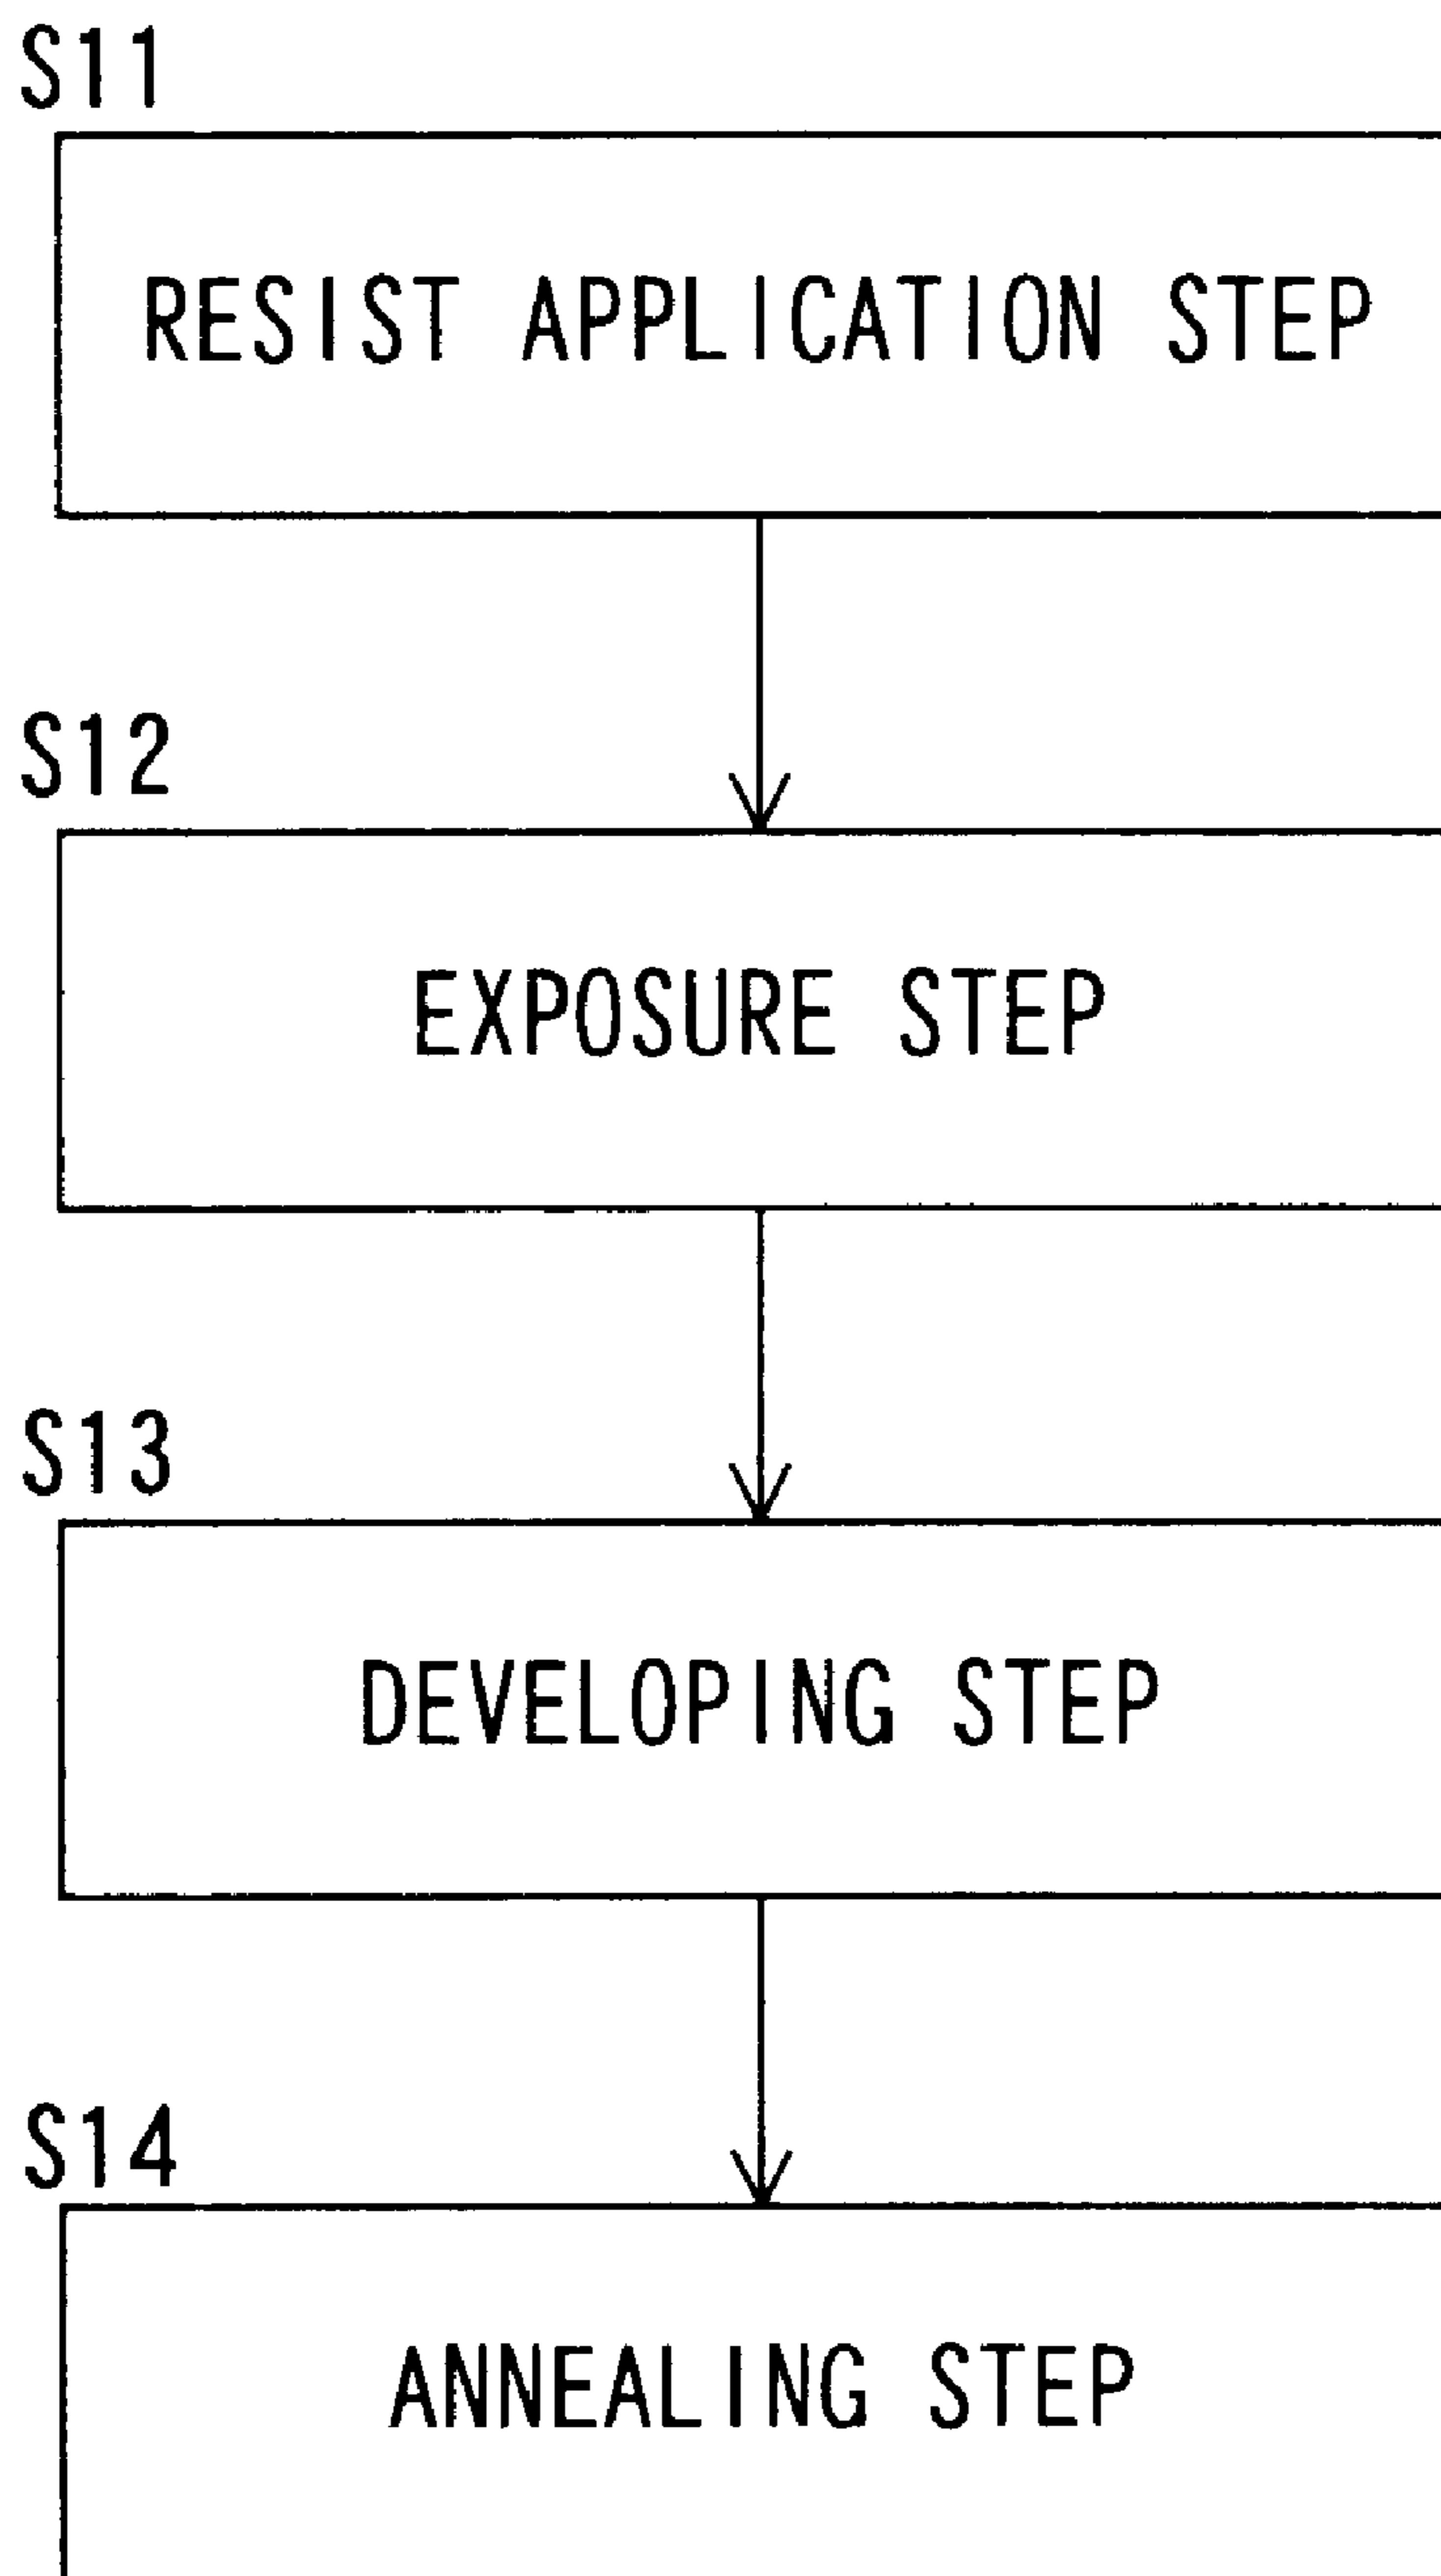 S11
RESIST APPLICATION STEP
S12
EXPOSURE STEP
S13
DEVELOPING STEP
S14
ANNEALING STEP